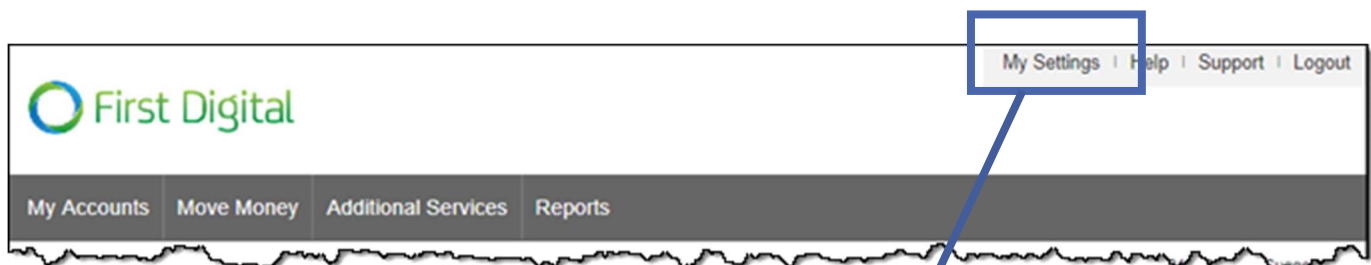 My Settings | Help | Support | Logout
First Digital
My Accounts Move Money Additional Services Reports